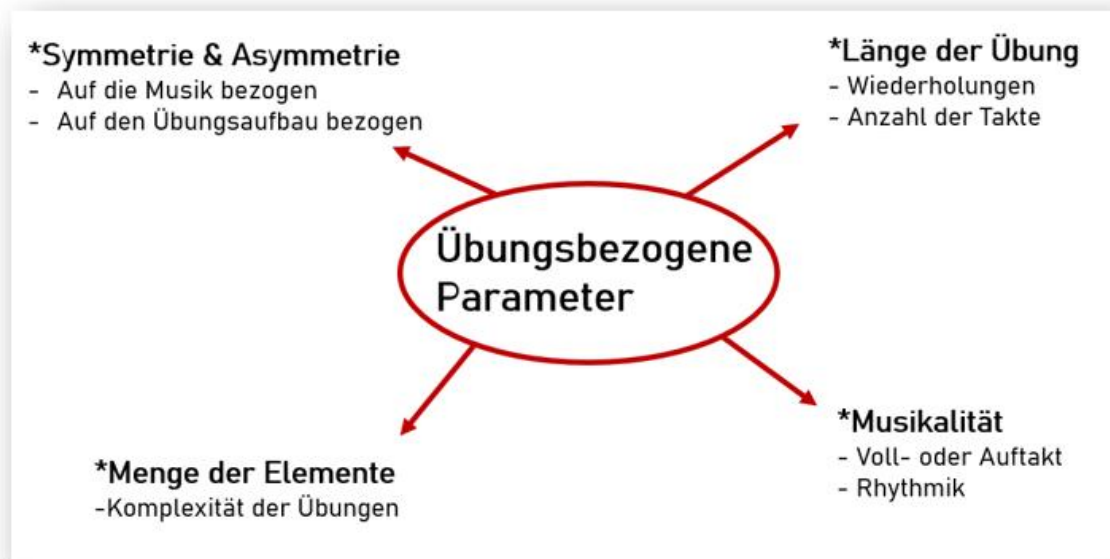 *Symmetrie & Asymmetrie
- Auf die Musik bezogen
- Auf den Übungsaufbau bezogen
*Länge der Übung
- Wiederholungen
- Anzahl der Takte
Übungsbezogene
Parameter
*Menge der Elemente
-Komplexität der Übungen
*Musikalität
- Voll- oder Auftakt
- Rhythmik